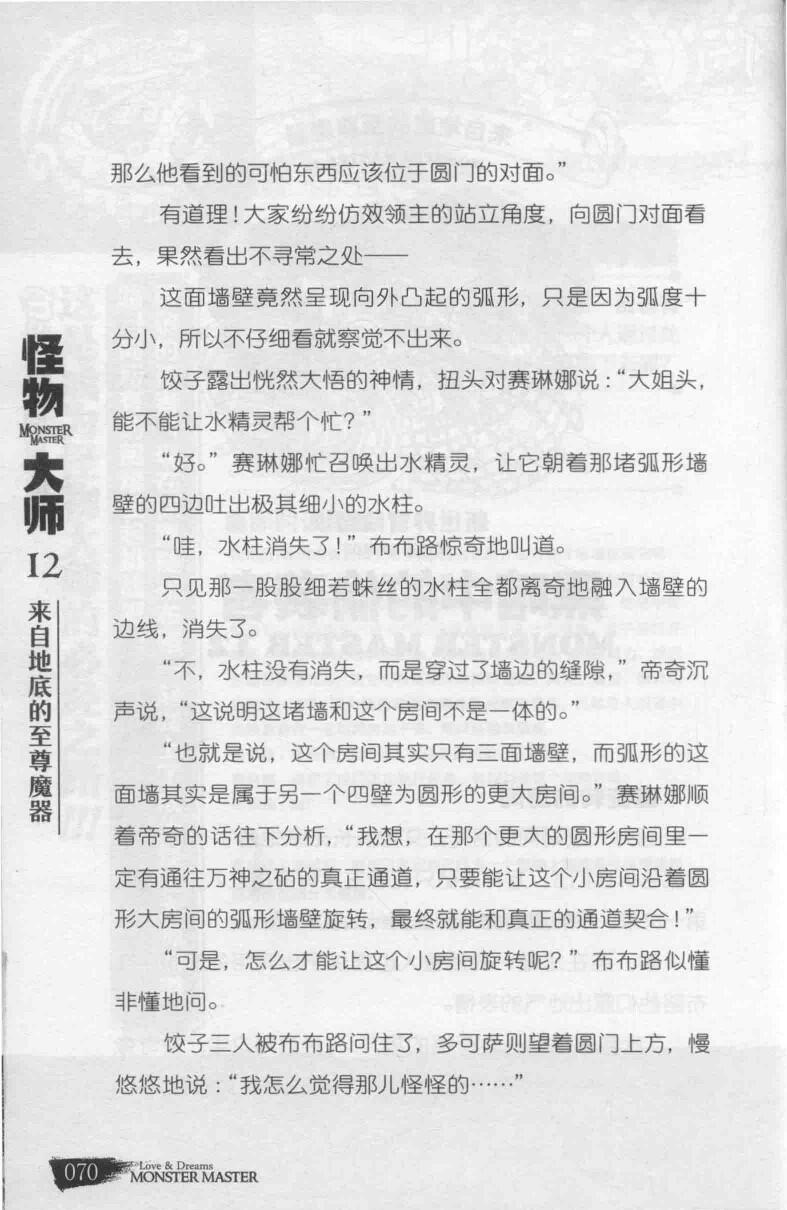 那么他看到的可怕东西应该位于圆门的对面。”
有道理！大家纷纷仿效领主的站立角度，向圆门对面看
去，果然看出不寻常之处——
这面墙壁竟然呈现向外凸起的弧形，只是因为弧度十
分小，所以不仔细看就察觉不出来。
饺子露出恍然大悟的神情，扭头对赛琳娜说：“大姐头，
能不能让水精灵帮个忙？”
“好。”赛琳娜忙召唤出水精灵，让它朝着那堵弧形墙
壁的四边吐出极其细小的水柱。
“哇，水柱消失了！”布布路惊奇地叫道。
只见那一股股细若蛛丝的水柱全都离奇地融入墙壁的
边线，消失了。
“不，水柱没有消失，而是穿过了墙边的缝隙，”帝奇沉
声说，“这说明这堵墙和这个房间不是一体的。”
“也就是说，这个房间其实只有三面墙壁，而弧形的这
面墙其实是属于另一个四壁为圆形的更大房间。”赛琳娜顺
着帝奇的话往下分析，“我想，在那个更大的圆形房间里一
定有通往万神之砧的真正通道，只要能让这个小房间沿着圆
形大房间的弧形墙壁旋转，最终就能和真正的通道契合！”
“可是，怎么才能让这个小房间旋转呢？”布布路似懂
非懂地问。
饺子三人被布布路问住了，多可萨则望着圆门上方，慢
悠悠地说：“我怎么觉得那儿怪怪的……”
怪物
MONSTER
MASTER
大师
12
来自地底的至尊魔器
070
Love & Dreams
MONSTER MASTER